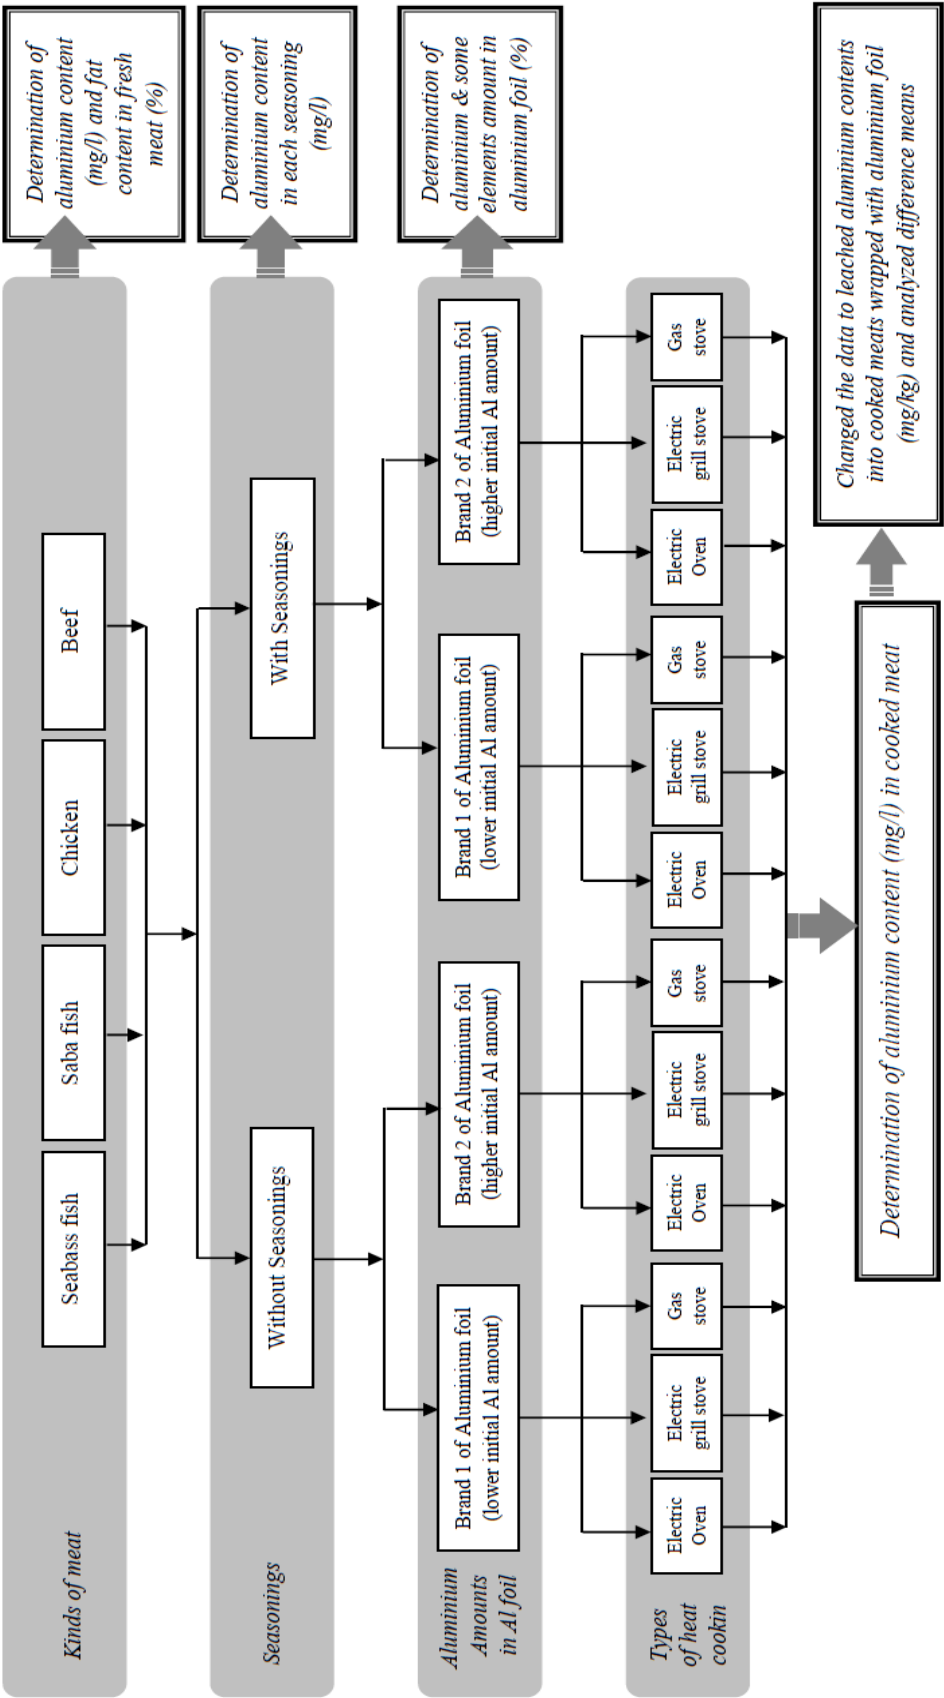 Kinds of meat
Seabass fish
Saba fish
Chicken
Beef
Determination of
aluminium content
(mg/l) and fat
content in fresh
meat (%)
Seasonings
Without Seasonings
With Seasonings
Determination of
aluminium content
in each seasoning
(mg/l)
Aluminium
Amounts
in Al foil
Brand 1 of Aluminium foil
(lower initial Al amount)
Brand 2 of Aluminium foil
(higher initial Al amount)
Brand 1 of Aluminium foil
(lower initial Al amount)
Brand 2 of Aluminium foil
(higher initial Al amount)
Determination of
aluminium & some
elements amount in
aluminium foil (%)
Types
of heat
cookin
Electric
Oven
Electric
grill stove
Gas
stove
Electric
Oven
Electric
grill stove
Gas
stove
Electric
Oven
Electric
grill stove
Gas
stove
Electric
Oven
Electric
grill stove
Gas
stove
Determination of aluminium content (mg/l) in cooked meat
Changed the data to leached aluminium contents
into cooked meats wrapped with aluminium foil
(mg/kg) and analyzed difference means